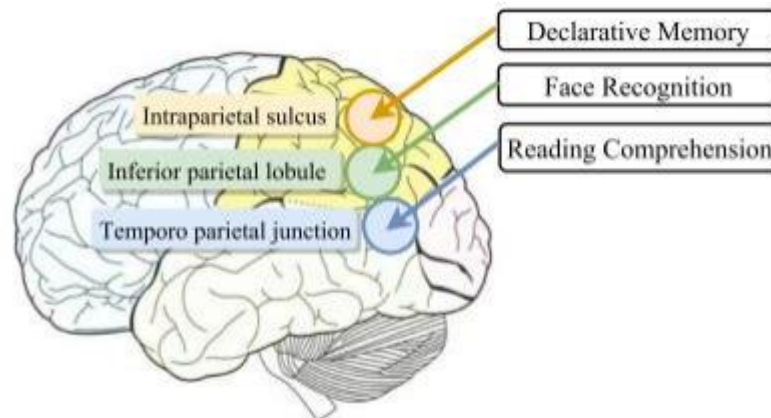 Declarative Memory
Face Recognition
Reading Comprehension
Intraparietal sulcus
Inferior parietal lobule
Temporo parietal junction